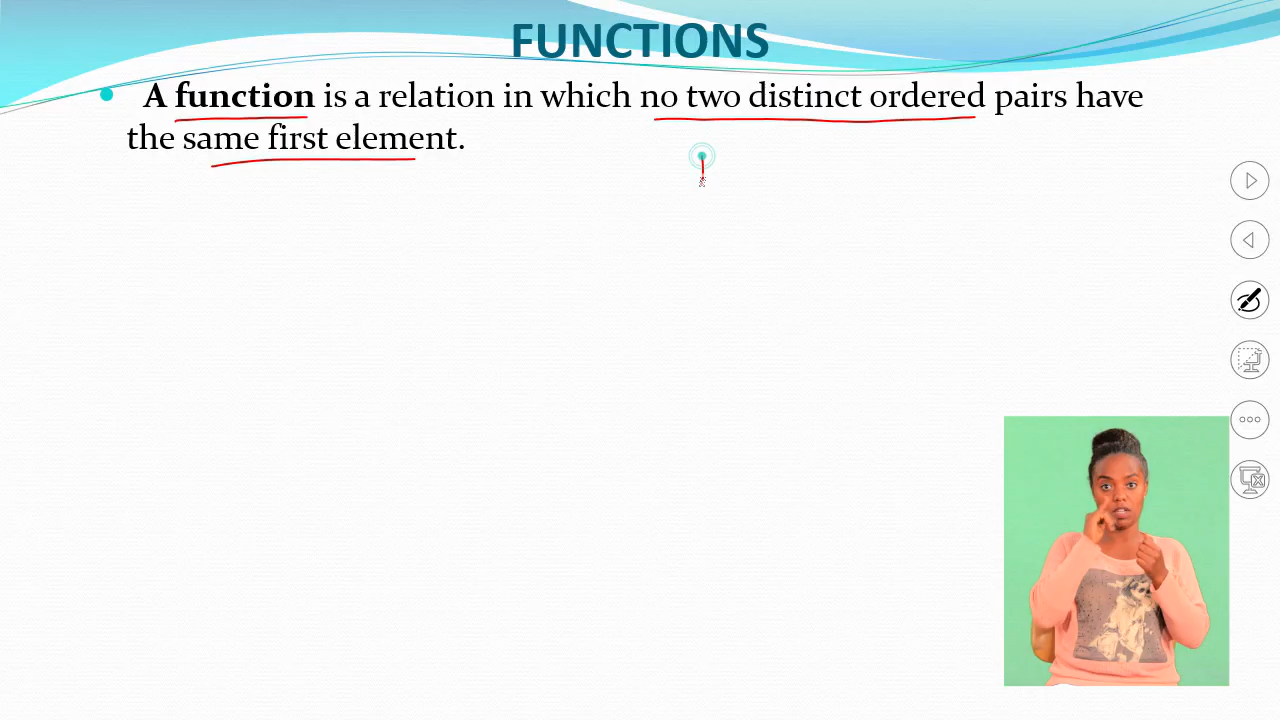 FUNCTIONS
• A function is a relation in which no two distinct ordered pairs have
the same first element.